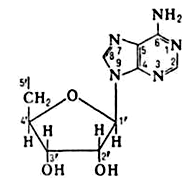 NH₂
N 7 6 N
5 1
8
9 4 3 2
N N
5'
CH₂ O
4' 1'
H H H H
3' 2'
OH OH